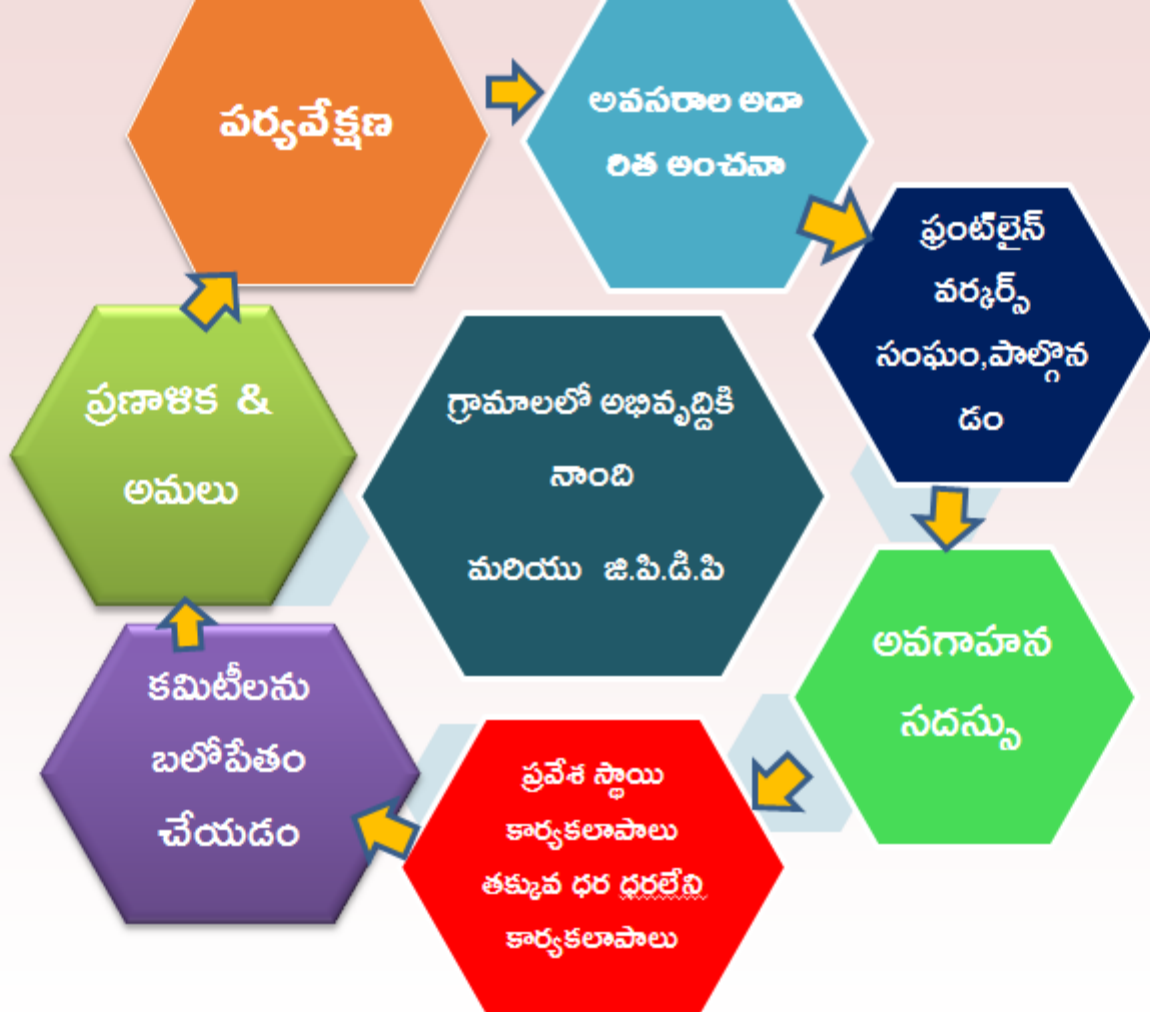 పర్యవేక్షణ
అవసరాల అదా
రిత అంచనా
ఫ్రంట్‌లైన్
వర్కర్స్
సంఘం,పాల్గొన
డం
గ్రామాలలో అభివృద్దికి
నాంది
మరియు జి.పి.డి.పి
ప్రణాళిక &
అమలు
అవగాహన
సదస్సు
కమిటీలను
బలోపేతం
చేయడం
ప్రవేశ స్థాయి
కార్యకలాపాలు
తక్కువ ధర ధరలేని
కార్యకలాపాలు